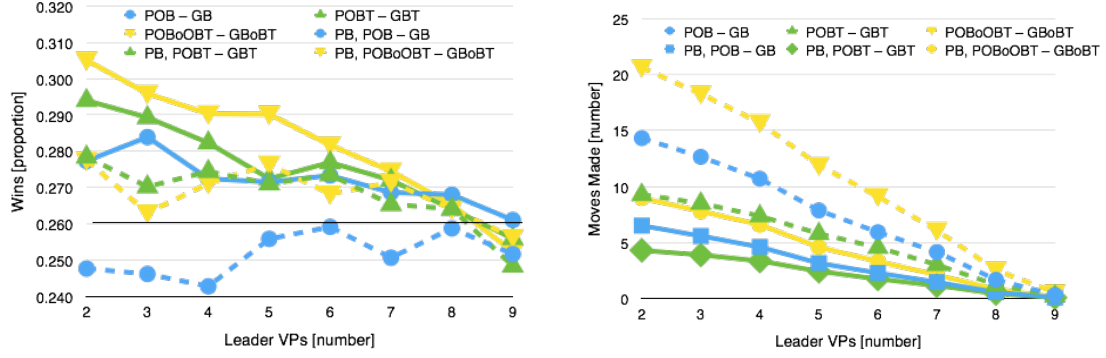 0.320
0.310
0.300
0.290
0.280
0.270
0.260
0.250
0.240
Wins [proportion]
POB – GB
POBT – GBT
POBoOBT – GBoBT
PB, POB – GB
PB, POBT – GBT
PB, POBoOBT – GBoBT
2 3 4 5 6 7 8 9
Leader VPs [number]
25
20
15
10
5
0
Moves Made [number]
POB – GB
POBT – GBT
POBoOBT – GBoBT
PB, POB – GB
PB, POBT – GBT
PB, POBoOBT – GBoBT
2 3 4 5 6 7 8 9
Leader VPs [number]